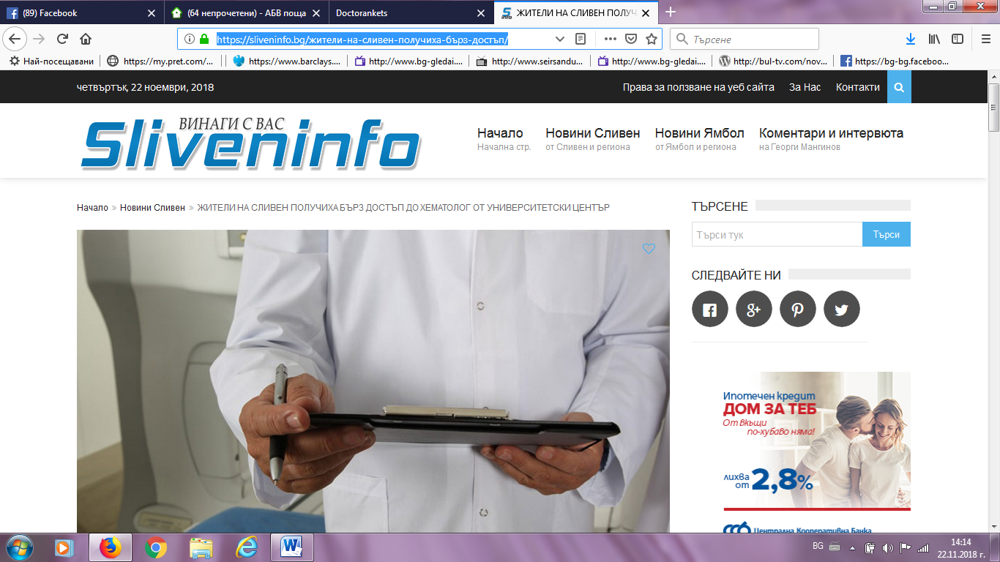 (89) Facebook
(64 непрочетени) - АБВ поща
Doctorankets
ЖИТЕЛИ НА СЛИВЕН ПОЛУЧ
https://sliveninfo.bg/жители-на-сливен-получиха-бърз-достъп/
Търсене
Най-посещавани
https://my.pret.com/...
https://www.barclays....
http://www.bg-gledai....
http://www.seirsandu...
http://www.bg-gledai....
http://bul-tv.com/nov...
https://bg-bg.faceboo...
четвъртък, 22 ноември, 2018
Права за ползване на уеб сайта
За Нас
Контакти
ВИНАГИ С ВАС
Sliveninfo
Начало
Начална стр.
Новини Сливен
от Сливен и региона
Новини Ямбол
от Ямбол и региона
Коментари и интервюта
на Георги Мангинов
Начало » Новини Сливен » ЖИТЕЛИ НА СЛИВЕН ПОЛУЧИХА БЪРЗ ДОСТЪП ДО ХЕМАТОЛОГ ОТ УНИВЕРСИТЕТСКИ ЦЕНТЪР
ТЪРСЕНЕ
Търси тук
Търси
СЛЕДВАЙТЕ НИ
Ипотечен кредит
ДОМ ЗА ТЕБ
От вкъщи
по-хубаво няма!
лихва
от 2,8%
Централна Кооперативна Банка
BG
14:14
22.11.2018 г.